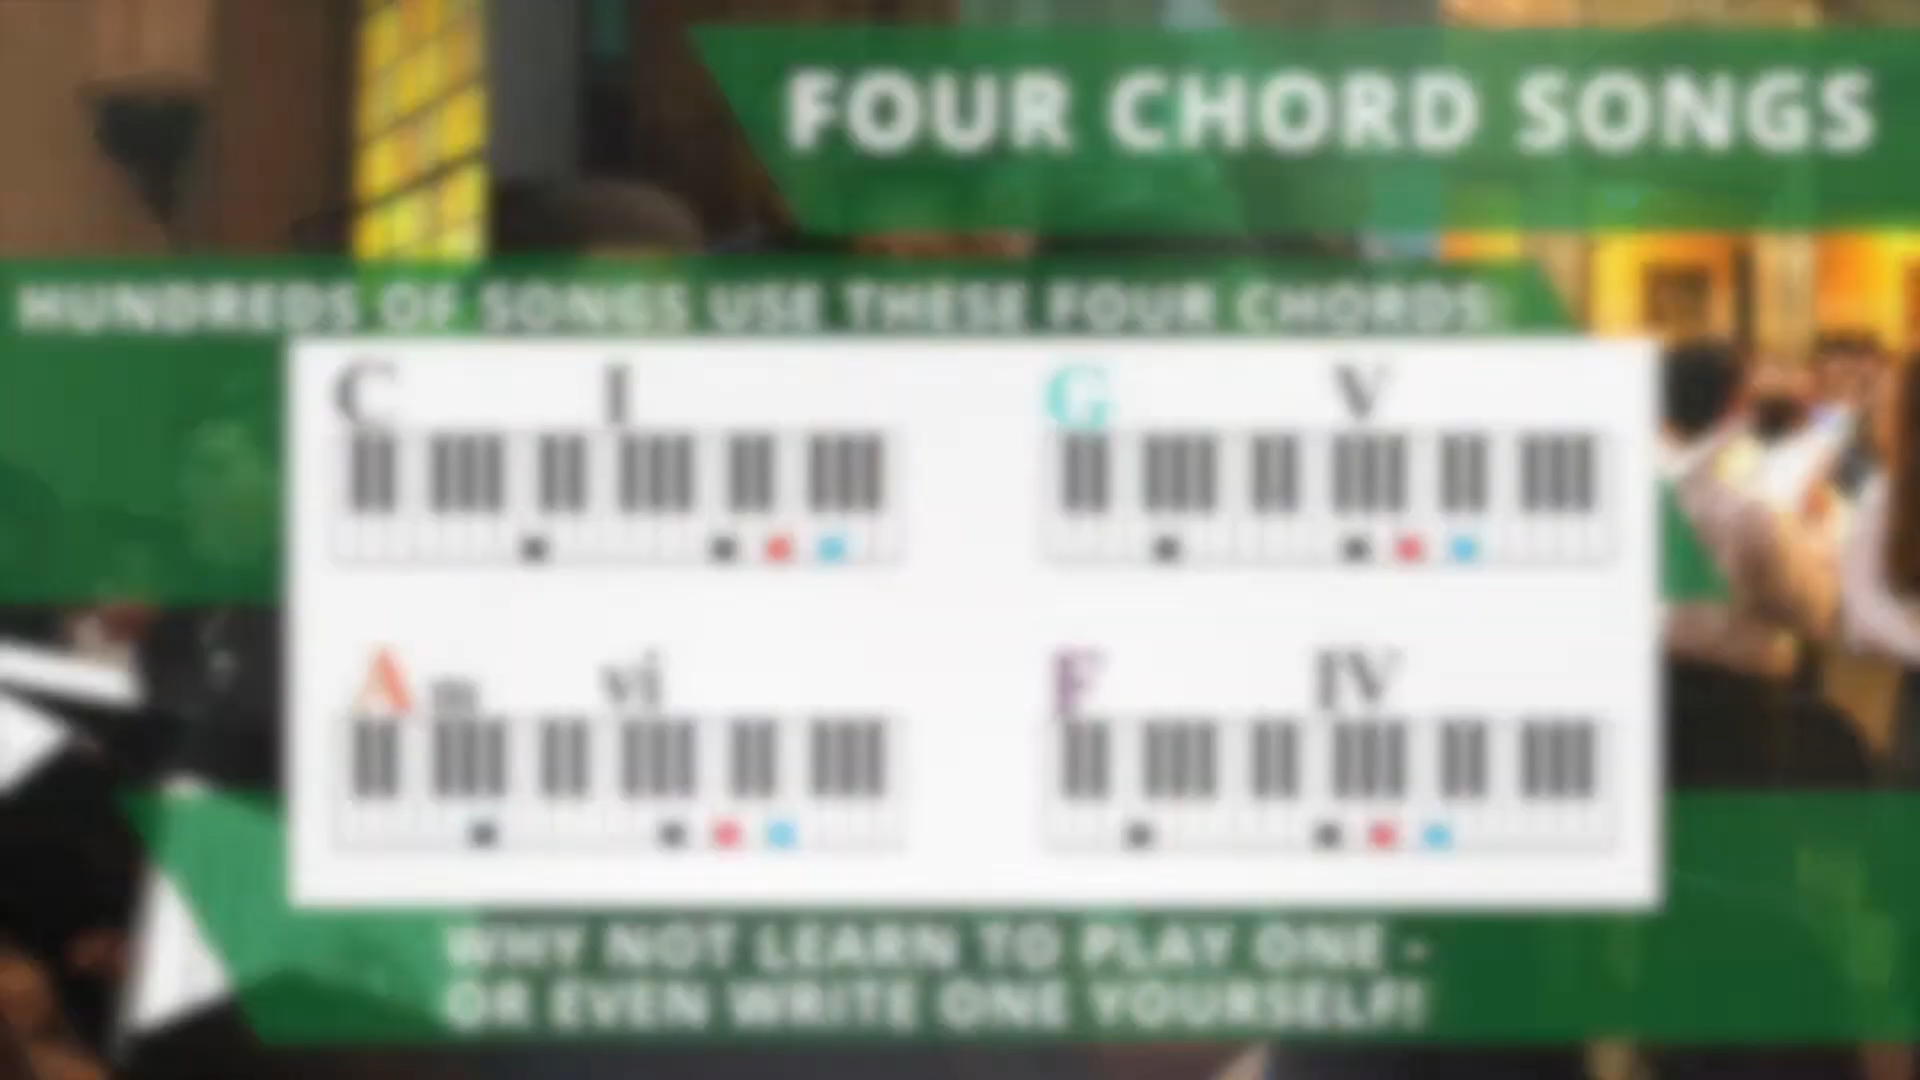 FOUR CHORD SONGS
HUNDREDS OF SONGS USE THESE FOUR CHORDS:
C I
G V
Am vi
F IV
WHY NOT LEARN TO PLAY ONE -
OR EVEN WRITE ONE YOURSELF!